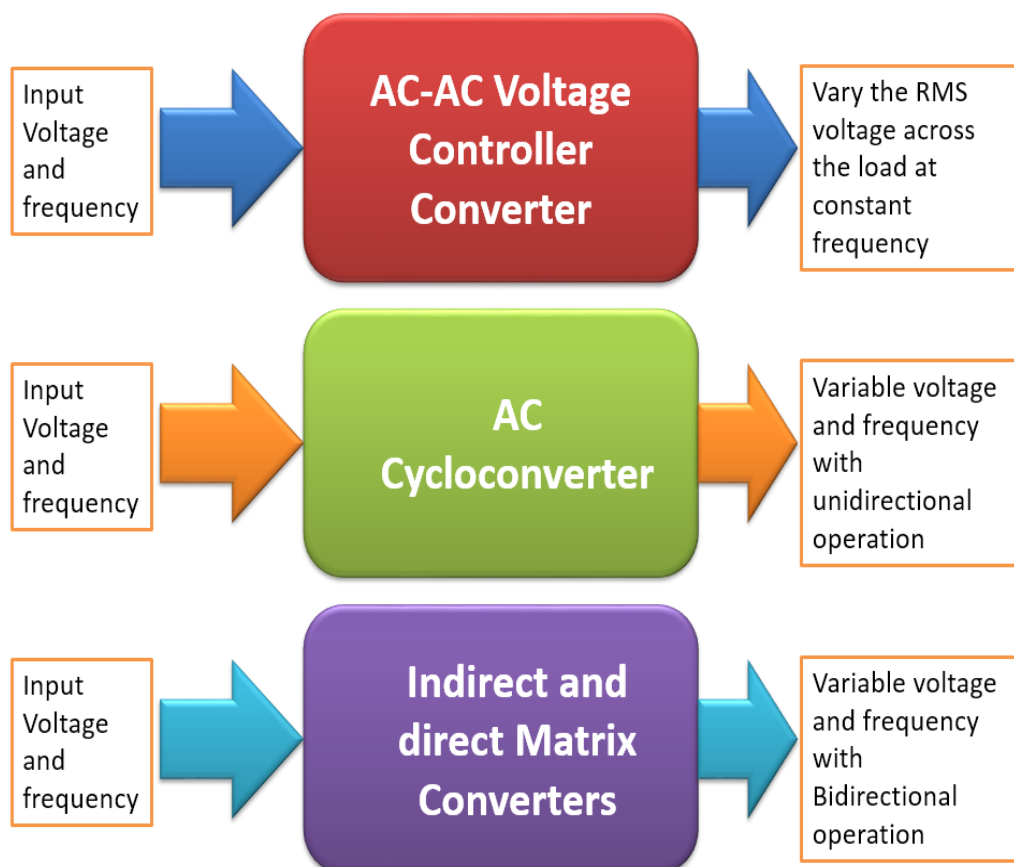 Input
Voltage
and
frequency
AC-AC Voltage
Controller
Converter
Vary the RMS
voltage across
the load at
constant
frequency
Input
Voltage
and
frequency
AC
Cycloconverter
Variable voltage
and frequency
with
unidirectional
operation
Input
Voltage
and
frequency
Indirect and
direct Matrix
Converters
Variable voltage
and frequency
with
Bidirectional
operation